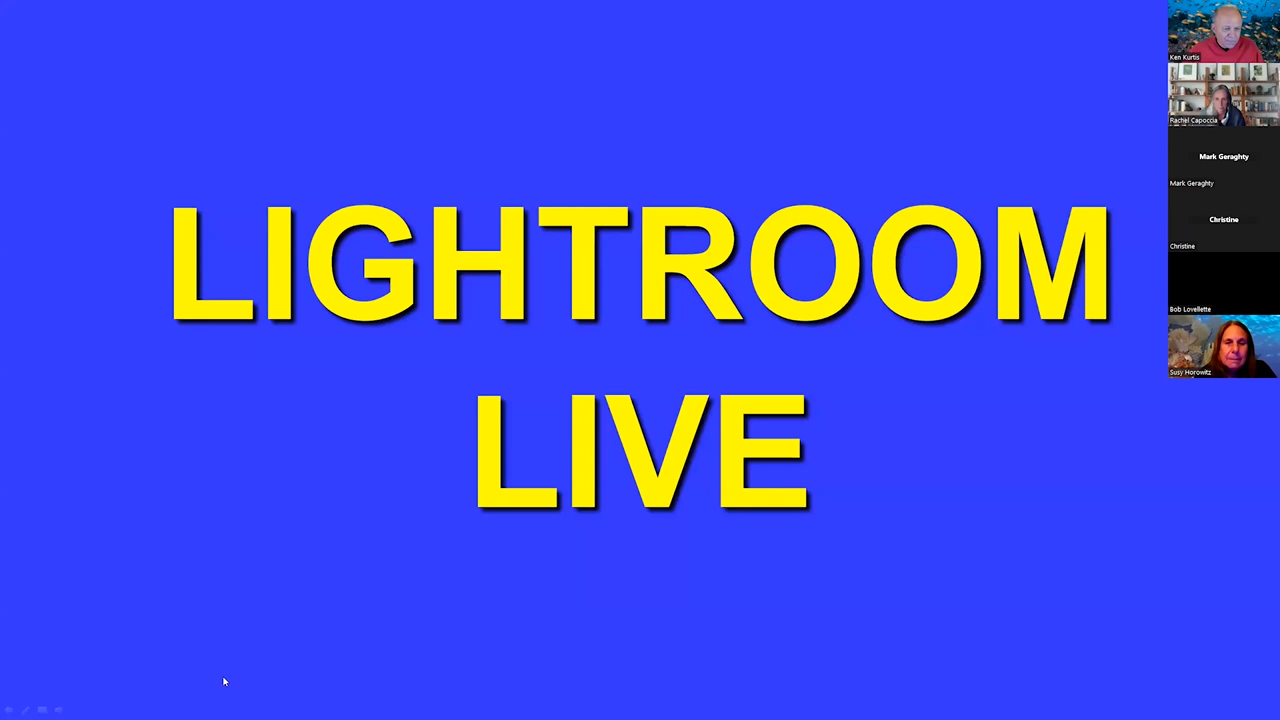 LIGHTROOM
LIVE
Ken Kurtis
Rachel Capoccia
Mark Geraghty
Mark Geraghty
Christine
Christine
Bob Lovellette
Susy Horowitz